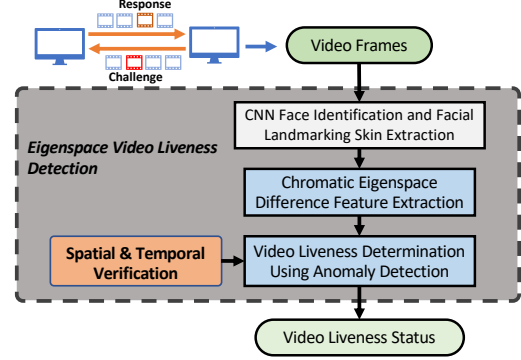 Response
Challenge
Video Frames
Eigenspace Video Liveness
Detection
CNN Face Identification and Facial
Landmarking Skin Extraction
Chromatic Eigenspace
Difference Feature Extraction
Spatial & Temporal
Verification
Video Liveness Determination
Using Anomaly Detection
Video Liveness Status